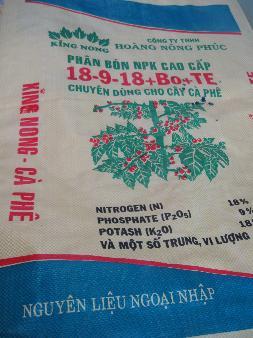 CÔNG TY TNHH
KING NONG HOÀNG NÔNG PHÚC
PHÂN BÓN NPK CAO CẤP
18-9-18+Bo+TE
CHUYÊN DÙNG CHO CÂY CÀ PHÊ
KING NONG - CÀ PHÊ
NITROGEN (N) 18%
PHOSPHATE (P₂O₅) 9%
POTASH (K₂O) 18
VÀ MỘT SỐ TRUNG, VI LƯỢNG
NGUYÊN LIỆU NGOẠI NHẬP